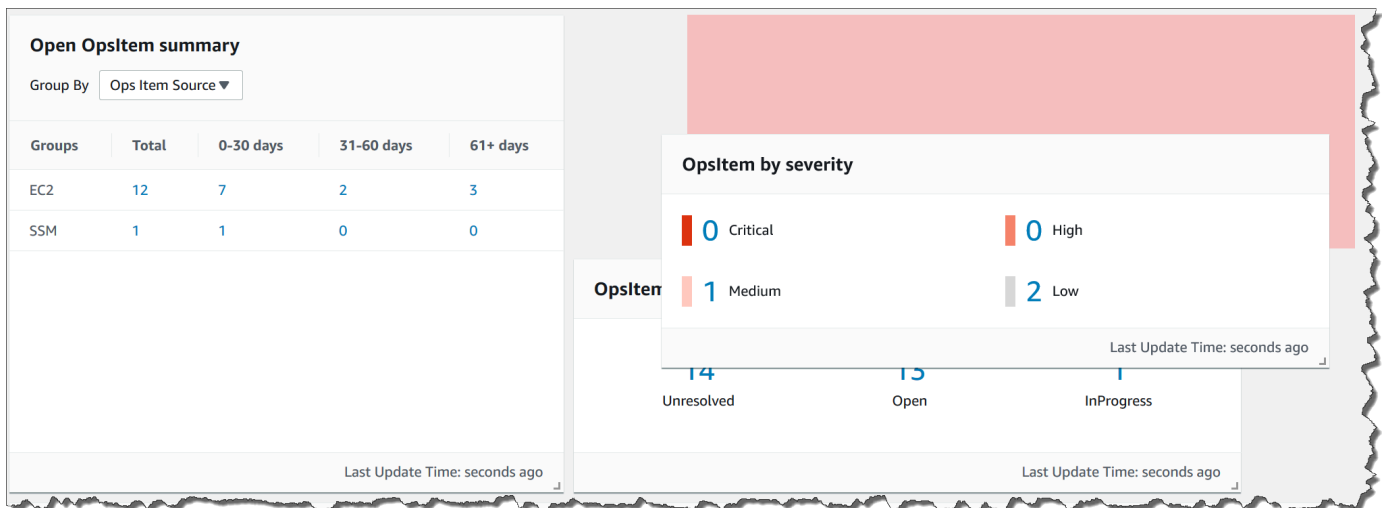 Open OpsItem summary
Group By Ops Item Source
Groups Total 0-30 days 31-60 days 61+ days
EC2 12 7 2 3
SSM 1 1 0 0
Last Update Time: seconds ago
OpsItem by severity
0 Critical 0 High
1 Medium 2 Low
Last Update Time: seconds ago
OpsItem
14 13 1
Unresolved Open InProgress
Last Update Time: seconds ago